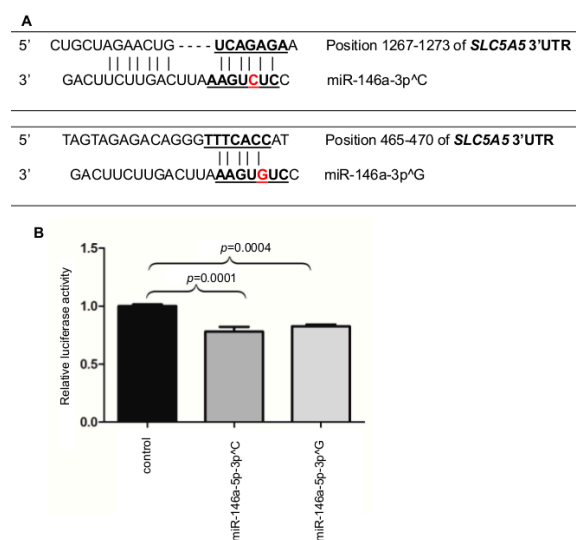 A
5’ CUGCUAGAACUG - - - - UCAGAGAA Position 1267-1273 of SLC5A5 3’UTR
3’ GACUUCUUGACUUAAAGUCUCC miR-146a-3p^C
5’ TAGTAGAGACAGGGTTTCACCAT Position 465-470 of SLC5A5 3’UTR
3’ GACUUCUUGACUUAAAGUGUCC miR-146a-3p^G
B
Relative luciferase activity
1.5
1.0
0.5
0.0
p=0.0004
p=0.0001
control
miR-146a-5p-3p^C
miR-146a-5p-3p^G